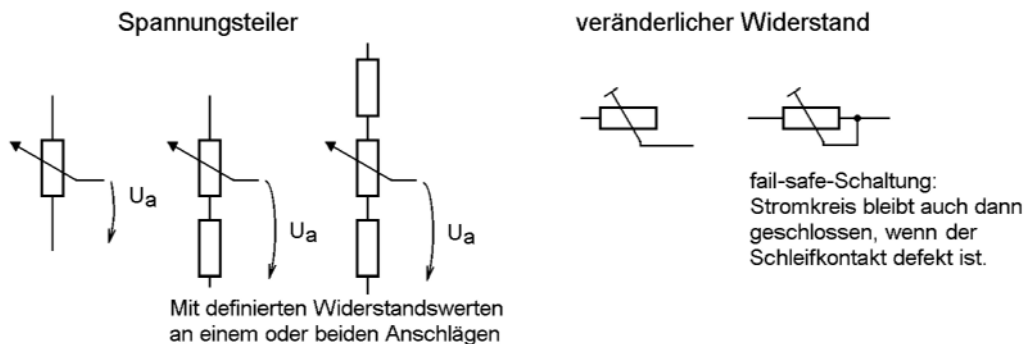 Spannungsteiler
veränderlicher Widerstand
Ua
Ua
Ua
Mit definierten Widerstandswerten
an einem oder beiden Anschlägen
fail-safe-Schaltung:
Stromkreis bleibt auch dann
geschlossen, wenn der
Schleifkontakt defekt ist.